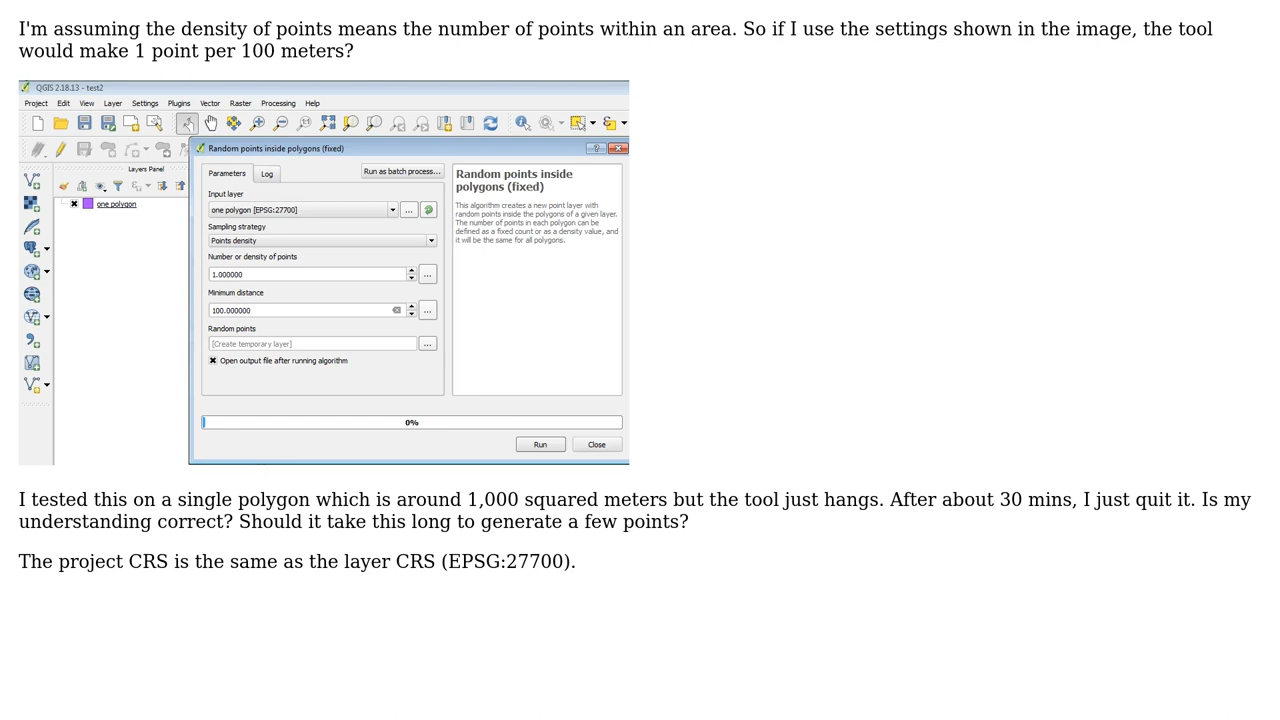 I'm assuming the density of points means the number of points within an area. So if I use the settings shown in the image, the tool
would make 1 point per 100 meters?
QGIS 2.18.13 - test2
Project Edit View Layer Settings Plugins Vector Raster Processing Help
Random points inside polygons (fixed)
Layers Panel
one polygon
Parameters Log Run as batch process...
Input layer
one polygon [EPSG:27700] ...
Sampling strategy
Points density
Number or density of points
1.000000 ...
Minimum distance
100.000000 ...
Random points
[Create temporary layer] ...
Open output file after running algorithm
Random points inside
polygons (fixed)
This algorithm creates a new point layer with
random points inside the polygons of a given layer.
The number of points in each polygon can be
defined as a fixed count or as a density value, and
it will be the same for all polygons.
0%
Run Close
I tested this on a single polygon which is around 1,000 squared meters but the tool just hangs. After about 30 mins, I just quit it. Is my
understanding correct? Should it take this long to generate a few points?
The project CRS is the same as the layer CRS (EPSG:27700).